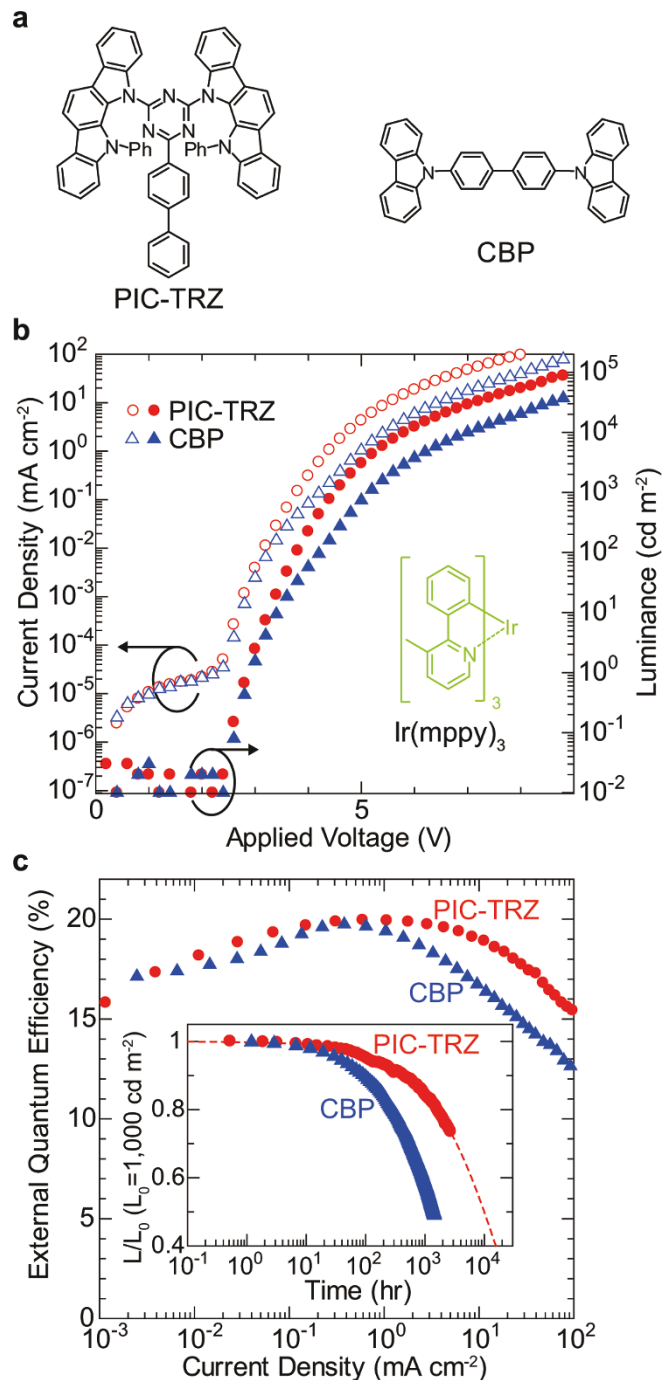 a
N N N
N N
N-Ph Ph-N
PIC-TRZ
N N
CBP
b
Current Density (mA cm⁻²)
10²
10¹
10⁰
10⁻¹
10⁻²
10⁻³
10⁻⁴
10⁻⁵
10⁻⁶
10⁻⁷
PIC-TRZ
CBP
Ir
N
3
Ir(mppy)₃
10⁵
10⁴
10³
10²
10¹
10⁰
10⁻¹
10⁻²
Luminance (cd m⁻²)
0 5
Applied Voltage (V)
c
External Quantum Efficiency (%)
20
15
10
5
0
PIC-TRZ
CBP
L/L₀ (L₀=1,000 cd m⁻²)
1
0.8
0.6
0.4
PIC-TRZ
CBP
10⁻¹ 10⁰ 10¹ 10² 10³ 10⁴
Time (hr)
10⁻³ 10⁻² 10⁻¹ 10⁰ 10¹ 10²
Current Density (mA cm⁻²)